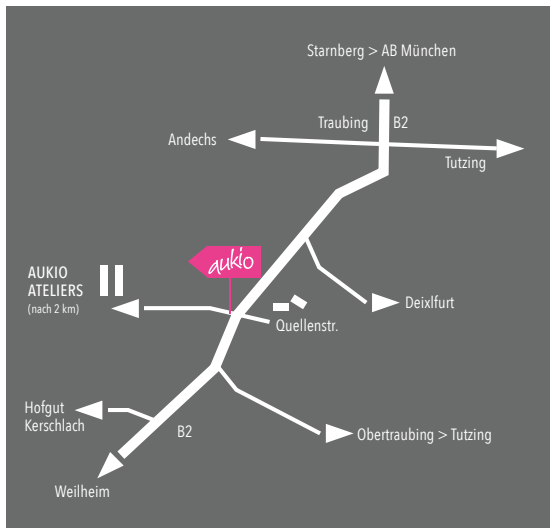 Starnberg > AB München
Traubing
B2
Andechs
Tutzing
aukio
AUKIO
ATELIERS
(nach 2 km)
Deixlfurt
Quellenstr.
Hofgut
Kerschlach
B2
Obertraubing > Tutzing
Weilheim